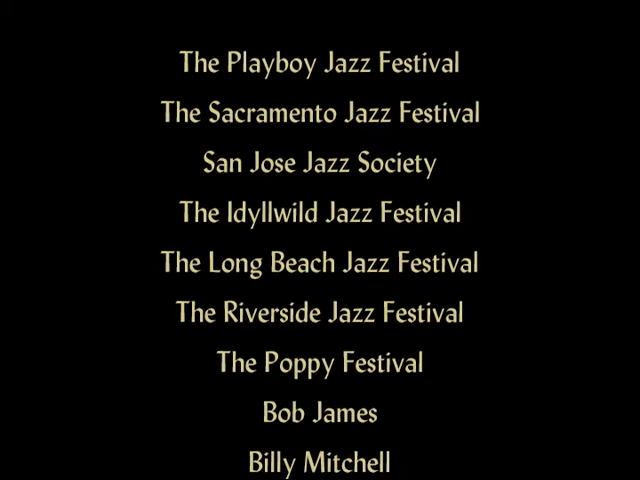 The Playboy Jazz Festival
The Sacramento Jazz Festival
San Jose Jazz Society
The Idyllwild Jazz Festival
The Long Beach Jazz Festival
The Riverside Jazz Festival
The Poppy Festival
Bob James
Billy Mitchell